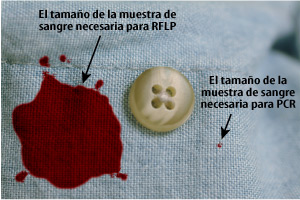 El tamaño de la muestra de
sangre necesaria para RFLP
El tamaño de la
muestra de sangre
necesaria para PCR